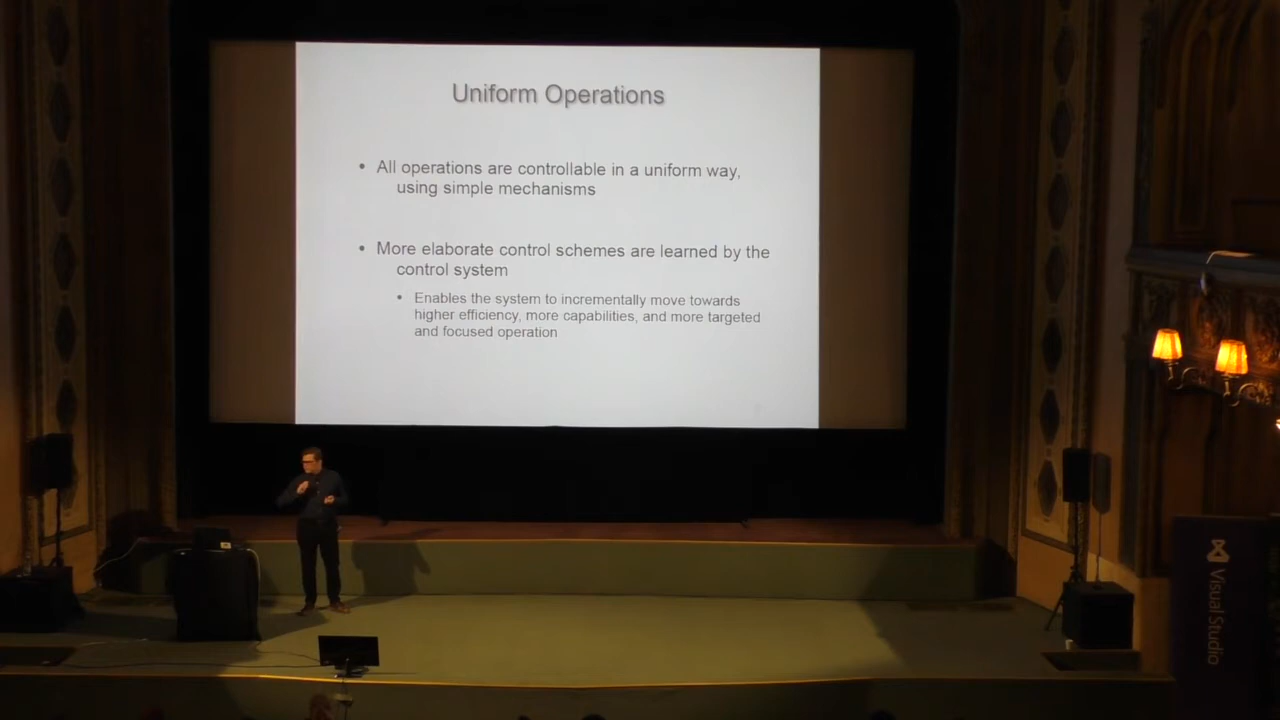 Uniform Operations
• All operations are controllable in a uniform way,
using simple mechanisms
• More elaborate control schemes are learned by the
control system
• Enables the system to incrementally move towards
higher efficiency, more capabilities, and more targeted
and focused operation
Visual Studio